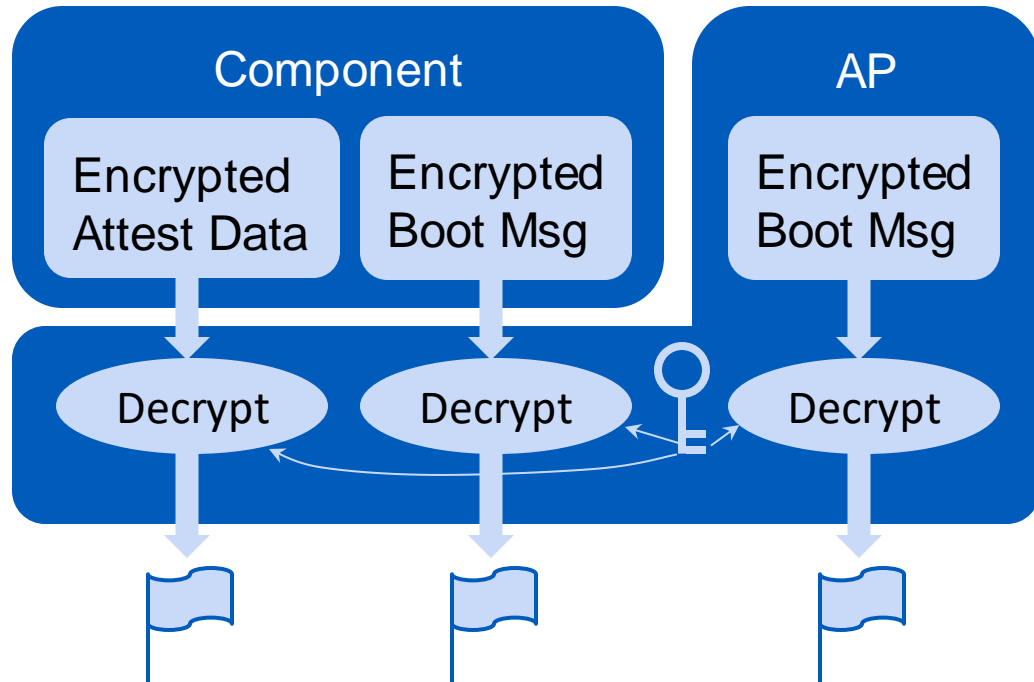 Component
AP
Encrypted
Attest Data
Encrypted
Boot Msg
Encrypted
Boot Msg
Decrypt
Decrypt
Decrypt